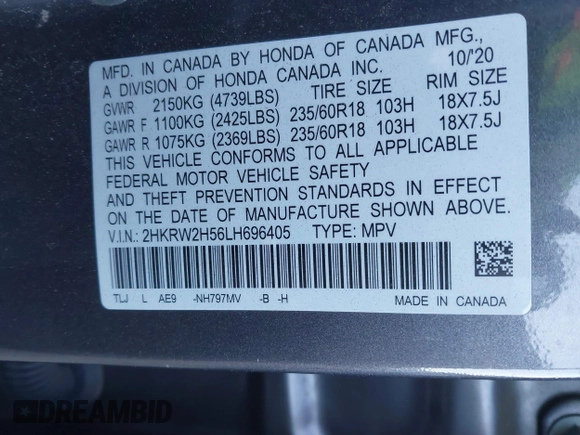 MFD. IN CANADA BY HONDA OF CANADA MFG.,
A DIVISION OF HONDA CANADA INC. 10/'20
GVWR 2150KG (4739LBS) TIRE SIZE RIM SIZE
GAWR F 1100KG (2425LBS) 235/60R18 103H 18X7.5J
GAWR R 1075KG (2369LBS) 235/60R18 103H 18X7.5J
THIS VEHICLE CONFORMS TO ALL APPLICABLE
FEDERAL MOTOR VEHICLE SAFETY
AND THEFT PREVENTION STANDARDS IN EFFECT
ON THE DATE OF MANUFACTURE SHOWN ABOVE.
V.I.N.: 2HKRW2H56LH696405 TYPE: MPV
TLJ L AE9 -NH797MV -B -H
MADE IN CANADA
DREAMBID